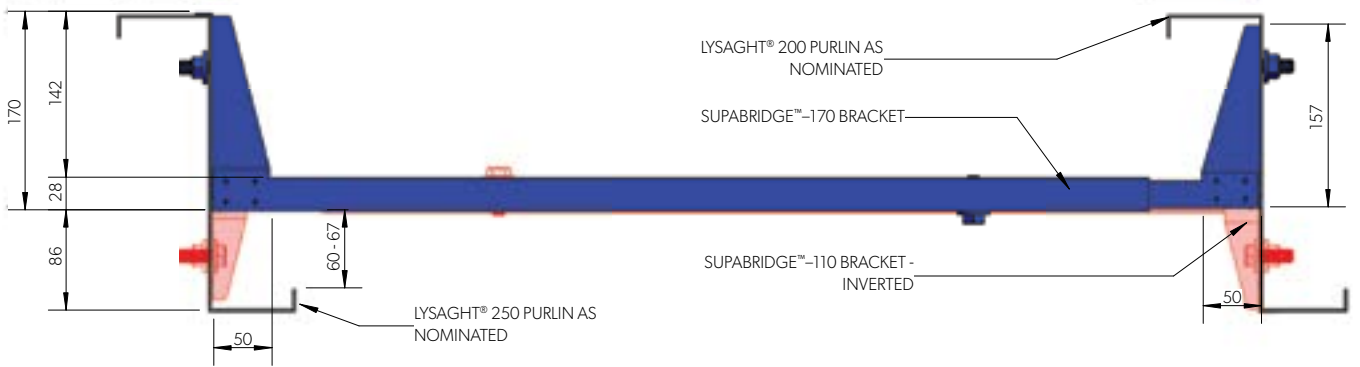 LYSAGHT® 200 PURLIN AS
NOMINATED
SUPABRIDGE™–170 BRACKET
170
142
28
86
157
60 - 67
SUPABRIDGE™–110 BRACKET -
INVERTED
LYSAGHT® 250 PURLIN AS
NOMINATED
50
50